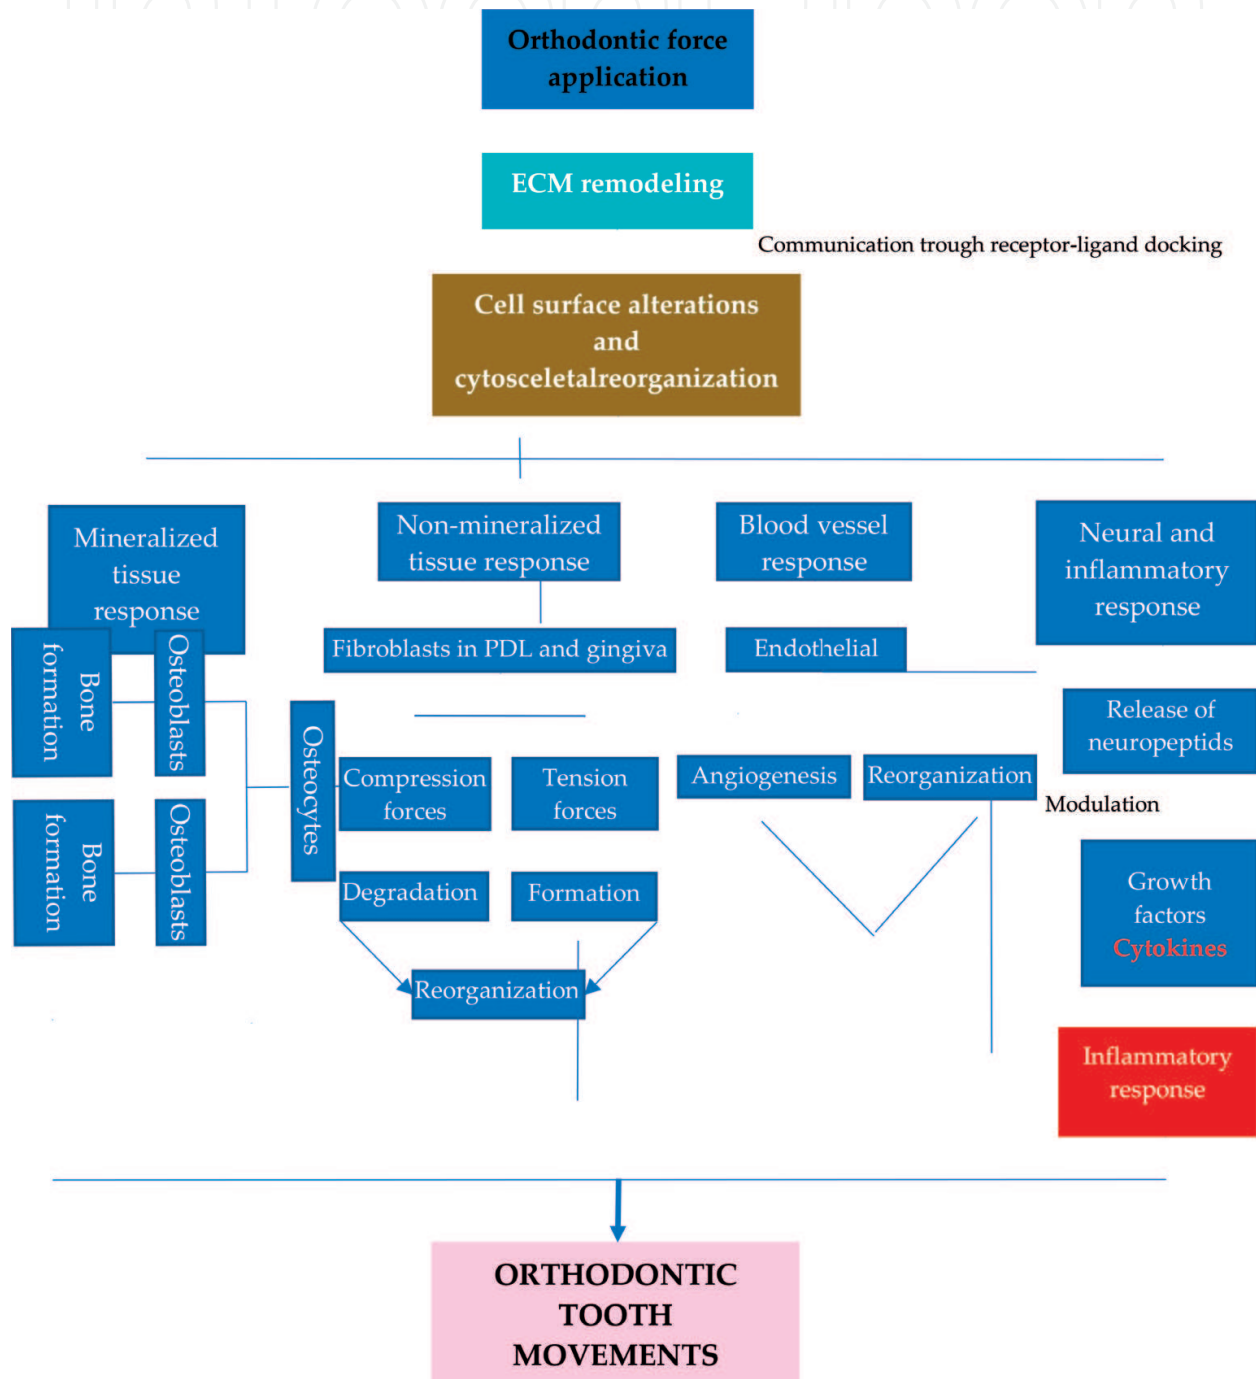 Orthodontic force
application
ECM remodeling
Communication trough receptor-ligand docking
Cell surface alterations
and
cytosceletalreorganization
Mineralized
tissue
response
Non-mineralized
tissue response
Blood vessel
response
Neural and
inflammatory
response
Bone
formation
Osteoblasts
Bone
formation
Osteoblasts
Osteocytes
Fibroblasts in PDL and gingiva
Compression
forces
Tension
forces
Degradation
Formation
Reorganization
Endothelial
Angiogenesis
Reorganization
Release of
neuropeptids
Modulation
Growth
factors
Cytokines
Inflammatory
response
ORTHODONTIC
TOOTH
MOVEMENTS